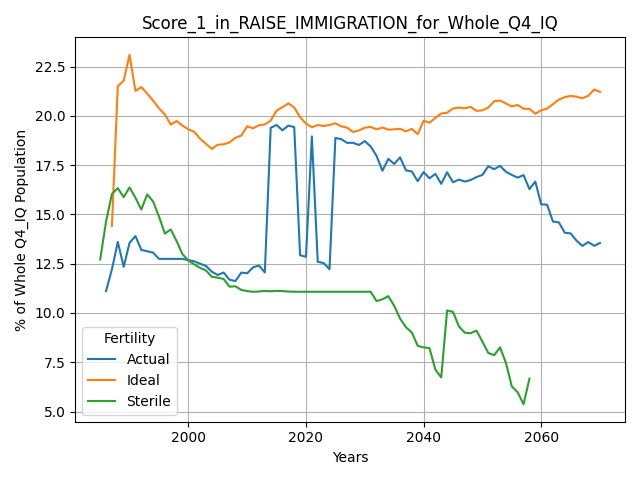 Score_1_in_RAISE_IMMIGRATION_for_Whole_Q4_IQ
% of Whole Q4_IQ Population
22.5
20.0
17.5
15.0
12.5
10.0
7.5
5.0
Fertility
Actual
Ideal
Sterile
2000
2020
2040
2060
Years